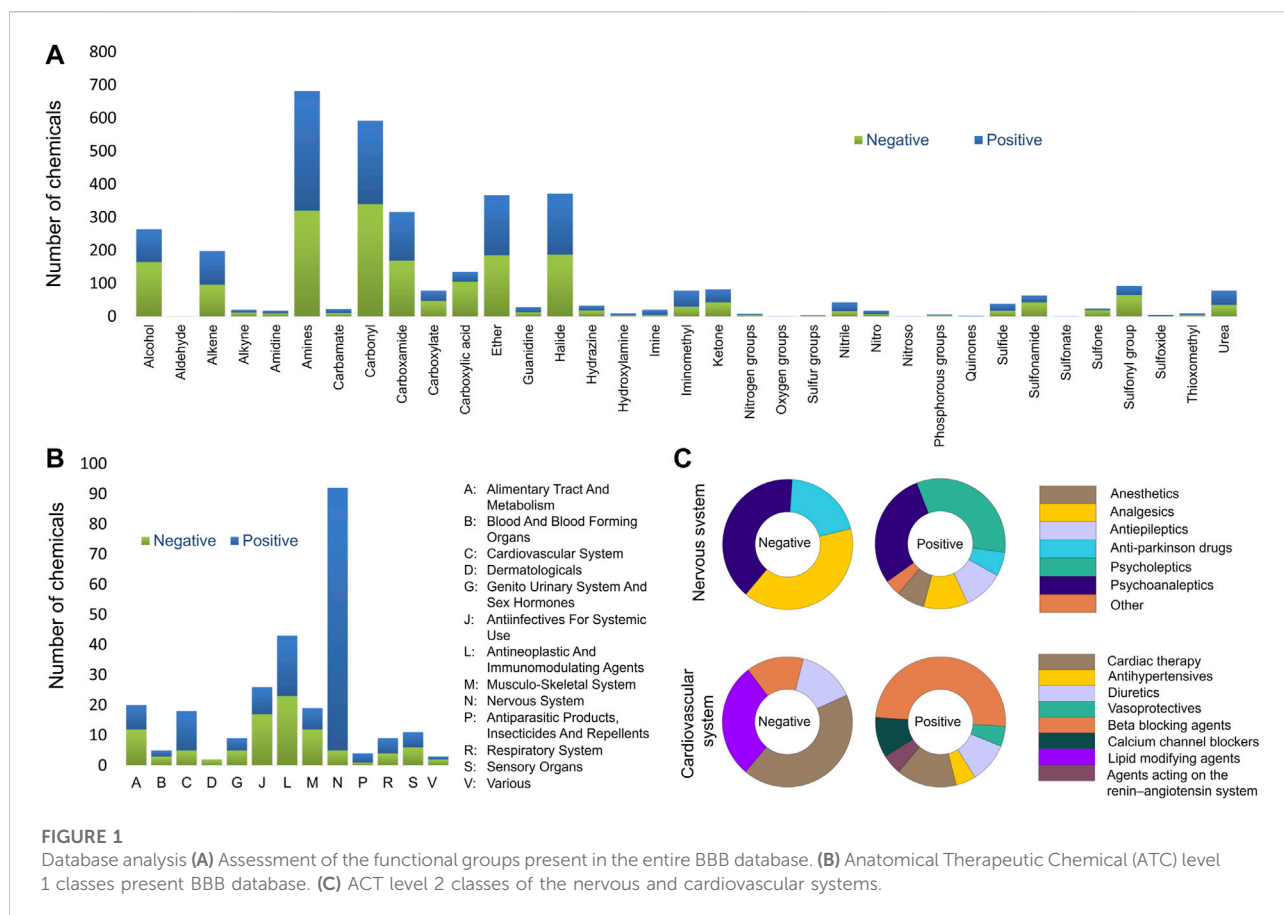 A
Number of chemicals
800
700
600
500
400
300
200
100
0
Negative
Positive
Alcohol
Aldehyde
Alkene
Alkyne
Amidine
Amines
Carbamate
Carbonyl
Carboxamide
Carboxylate
Carboxylic acid
Ether
Guanidine
Halide
Hydrazine
Hydroxylamine
Imine
Iminomethyl
Ketone
Nitrogen groups
Oxygen groups
Sulfur groups
Nitrile
Nitro
Nitroso
Phosphorous groups
Quinones
Sulfide
Sulfonamide
Sulfonate
Sulfone
Sulfonyl group
Sulfoxide
Thioxomethyl
Urea
B
Number of chemicals
100
90
80
70
60
50
40
30
20
10
0
Negative
Positive
A
B
C
D
G
J
L
M
N
P
R
S
V
A: Alimentary Tract And
Metabolism
B: Blood And Blood Forming
Organs
C: Cardiovascular System
D: Dermatologicals
G: Genito Urinary System And
Sex Hormones
J: Antiinfectives For Systemic
Use
L: Antineoplastic And
Immunomodulating Agents
M: Musculo-Skeletal System
N: Nervous System
P: Antiparasitic Products,
Insecticides And Repellents
R: Respiratory System
S: Sensory Organs
V: Various
C
Nervous system
Negative
Positive
Anesthetics
Analgesics
Antiepileptics
Anti-parkinson drugs
Psycholeptics
Psychoanaleptics
Other
Cardiovascular
system
Negative
Positive
Cardiac therapy
Antihypertensives
Diuretics
Vasoprotectives
Beta blocking agents
Calcium channel blockers
Lipid modifying agents
Agents acting on the
renin–angiotensin system
FIGURE 1
Database analysis (A) Assessment of the functional groups present in the entire BBB database. (B) Anatomical Therapeutic Chemical (ATC) level
1 classes present BBB database. (C) ACT level 2 classes of the nervous and cardiovascular systems.